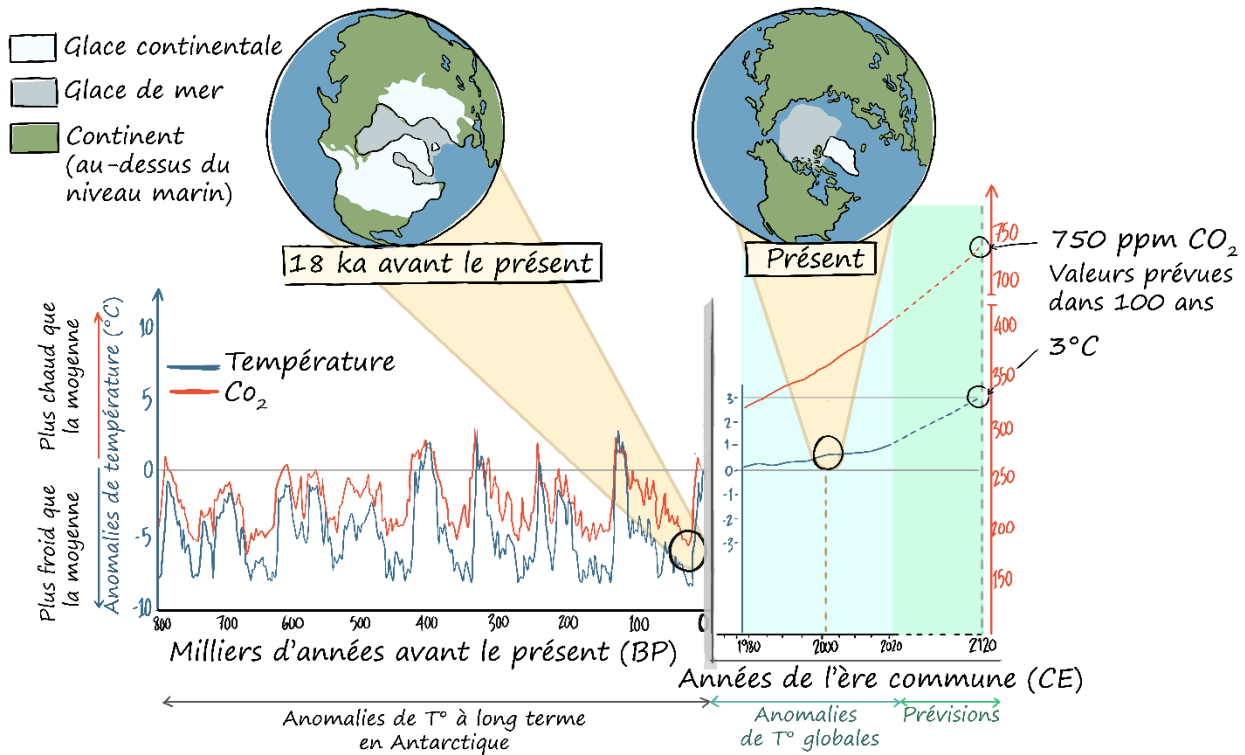 Glace continentale
Glace de mer
Continent
(au-dessus du
niveau marin)
18 ka avant le présent
Présent
750 ppm CO₂
Valeurs prévues
dans 100 ans
3°C
Plus chaud que
la moyenne
Plus froid que
la moyenne
Anomalies de température (°C)
10
5
0
-5
-10
Température
Co₂
800
700
600
500
400
300
200
100
0
Milliers d'années avant le présent (BP)
3
2
1
0
-1
-2
-3
750
700
400
350
300
250
200
150
1980
2000
2020
2120
Années de l'ère commune (CE)
Anomalies de T° à long terme
en Antarctique
Anomalies
de T° globales
Prévisions